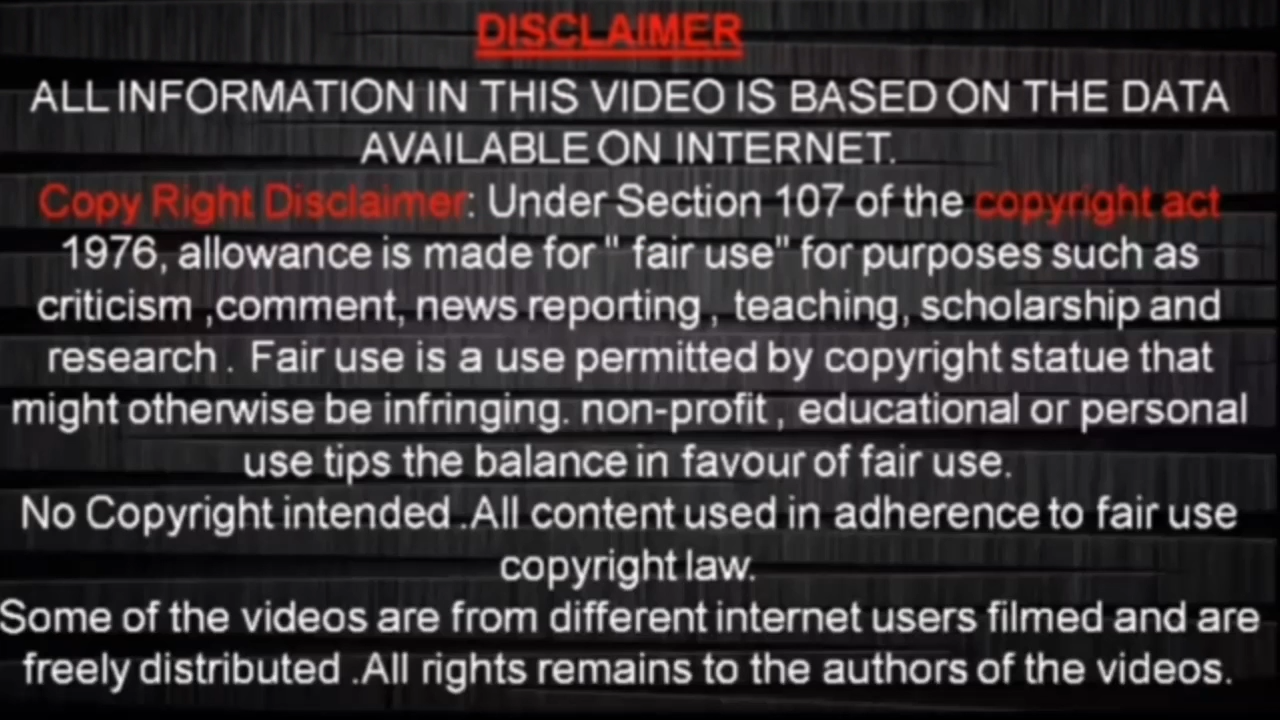 DISCLAIMER
ALL INFORMATION IN THIS VIDEO IS BASED ON THE DATA
AVAILABLE ON INTERNET.
Copy Right Disclaimer: Under Section 107 of the copyright act
1976, allowance is made for " fair use" for purposes such as
criticism ,comment, news reporting , teaching, scholarship and
research . Fair use is a use permitted by copyright statue that
might otherwise be infringing. non-profit , educational or personal
use tips the balance in favour of fair use.
No Copyright intended .All content used in adherence to fair use
copyright law.
Some of the videos are from different internet users filmed and are
freely distributed .All rights remains to the authors of the videos.